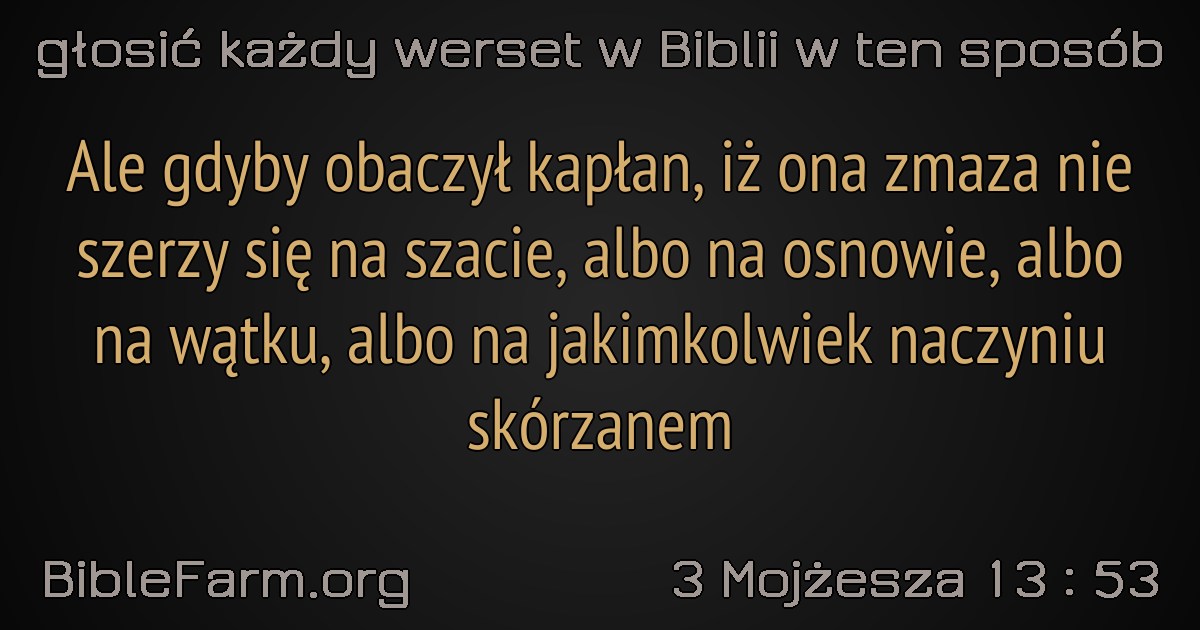 głosić każdy werset w Biblii w ten sposób
Ale gdyby obaczył kapłan, iż ona zmaza nie
szerzy się na szacie, albo na osnowie, albo
na wątku, albo na jakimkolwiek naczyniu
skórzanem
BibleFarm.org
3 Mojżesza 13 : 53